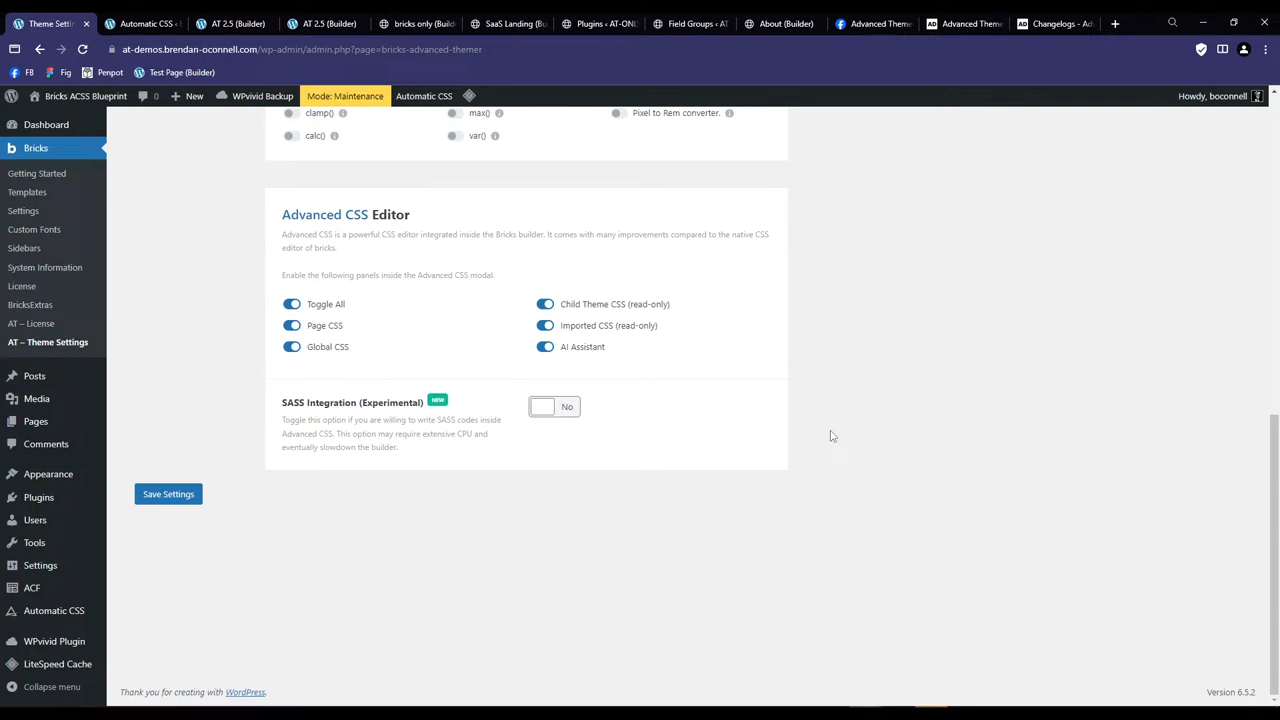 Theme Settin
Automatic CSS ‹
AT 2.5 (Builder)
AT 2.5 (Builder)
bricks only (Build
SaaS Landing (Bu
Plugins ‹ AT-ONL
Field Groups ‹ AT
About (Builder)
Advanced Theme
Advanced Theme
Changelogs - Ad
at-demos.brendan-oconnell.com/wp-admin/admin.php?page=bricks-advanced-themer
FB
Fig
Penpot
Test Page (Builder)
Bricks ACSS Blueprint
0
New
WPvivid Backup
Mode: Maintenance
Automatic CSS
Howdy, boconnell
Dashboard
Bricks
Getting Started
Templates
Settings
Custom Fonts
Sidebars
System Information
License
BricksExtras
AT – License
AT – Theme Settings
Posts
Media
Pages
Comments
Appearance
Plugins
Users
Tools
Settings
ACF
Automatic CSS
WPvivid Plugin
LiteSpeed Cache
Collapse menu
clamp()
max()
Pixel to Rem converter.
calc()
var()
Advanced CSS Editor
Advanced CSS is a powerful CSS editor integrated inside the Bricks builder. It comes with many improvements compared to the native CSS
editor of bricks.
Enable the following panels inside the Advanced CSS modal.
Toggle All
Child Theme CSS (read-only)
Page CSS
Imported CSS (read-only)
Global CSS
AI Assistant
SASS Integration (Experimental)
NEW
No
Toggle this option if you are willing to write SASS codes inside
Advanced CSS. This option may require extensive CPU and
eventually slowdown the builder.
Save Settings
Thank you for creating with WordPress.
Version 6.5.2